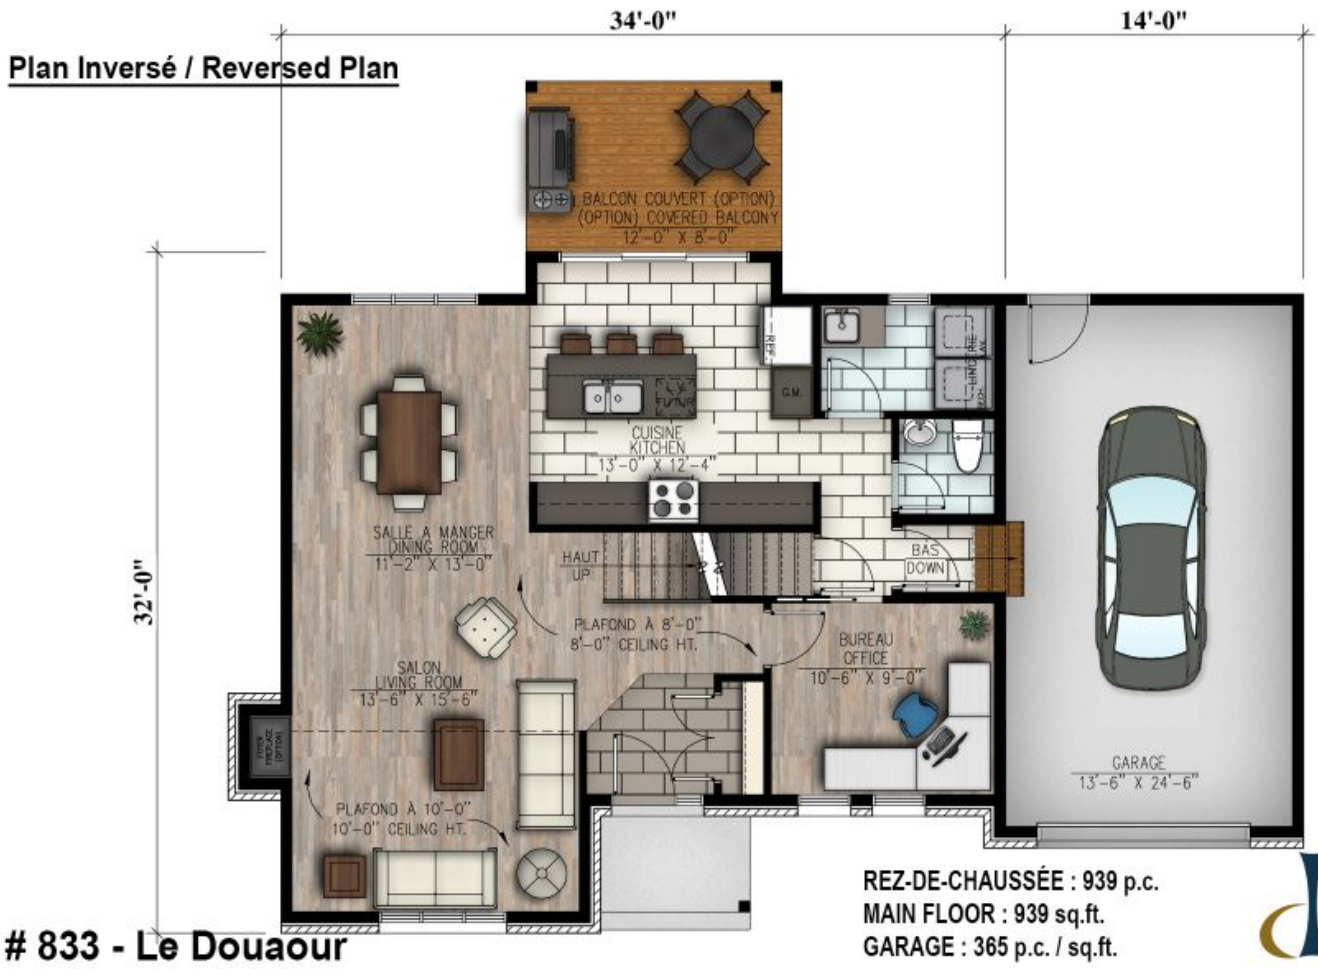 34'-0"
14'-0"
Plan Inversé / Reversed Plan
BALCON COUVERT (OPTION)
(OPTION) COVERED BALCONY
12'-0" X 8'-0"
32'-0"
REF.
G.M.
LINGERIE
L.V.
FUTUR
CUISINE
KITCHEN
13'-0" X 12'-4"
SALLE A MANGER
DINING ROOM
11'-2" X 13'-0"
HAUT
UP
BAS
DOWN
PLAFOND À 8'-0"
8'-0" CEILING HT.
BUREAU
OFFICE
10'-6" X 9'-0"
SALON
LIVING ROOM
13'-6" X 15'-6"
FOYER
FIREPLACE
(OPTION)
GARAGE
13'-6" X 24'-6"
PLAFOND À 10'-0"
10'-0" CEILING HT.
REZ-DE-CHAUSSÉE : 939 p.c.
MAIN FLOOR : 939 sq.ft.
GARAGE : 365 p.c. / sq.ft.
# 833 - Le Douaour